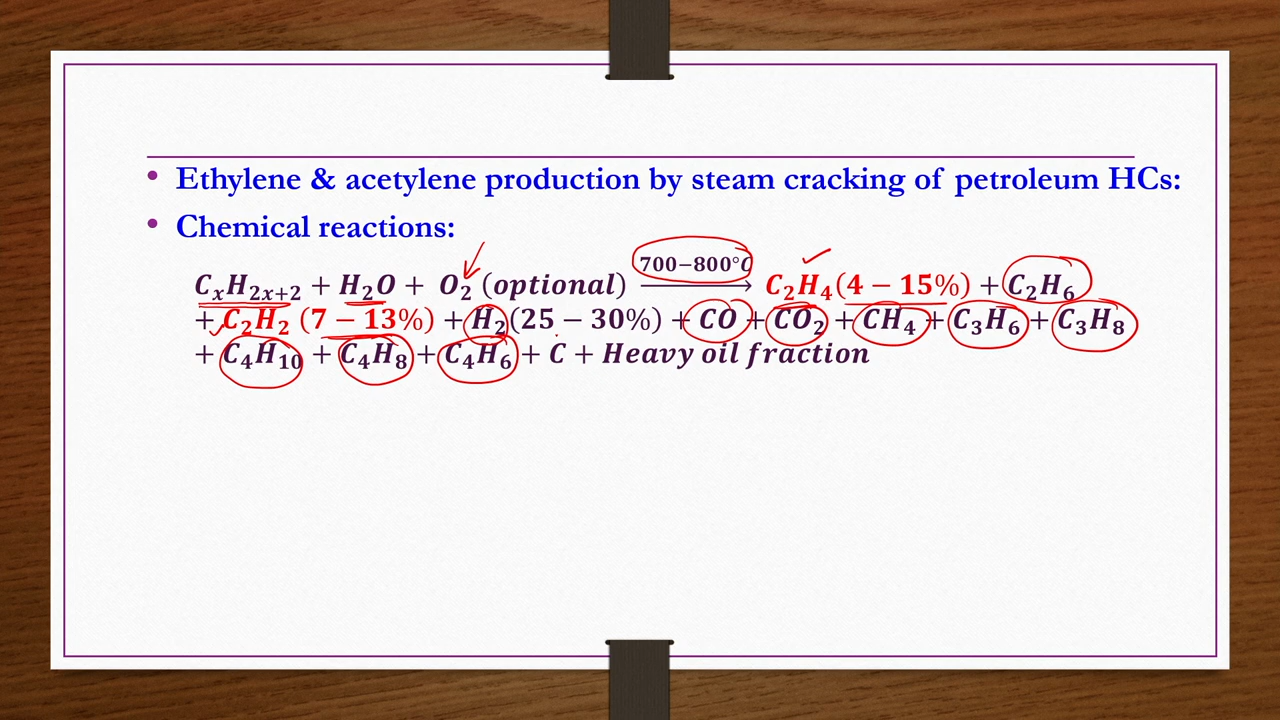 • Ethylene & acetylene production by steam cracking of petroleum HCs:
• Chemical reactions:
700−800°C
CₓH₂ₓ₊₂ + H₂O + O₂ (optional) ⟶ C₂H₄(4 − 15%) + C₂H₆
+ C₂H₂ (7 − 13%) + H₂(25 − 30%) + CO + CO₂ + CH₄ + C₃H₆ + C₃H₈
+ C₄H₁₀ + C₄H₈ + C₄H₆ + C + Heavy oil fraction